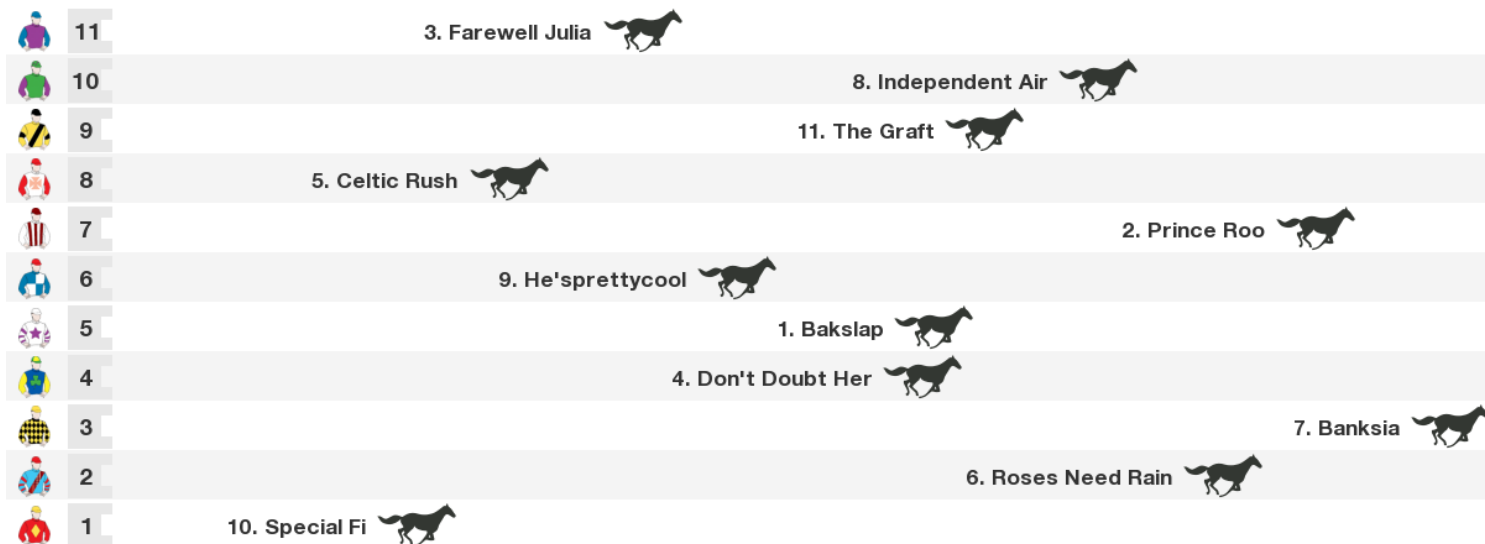 11 3. Farewell Julia
10 8. Independent Air
9 11. The Graft
8 5. Celtic Rush
7 2. Prince Roo
6 9. He'sprettycool
5 1. Bakslap
4 4. Don't Doubt Her
3 7. Banksia
2 6. Roses Need Rain
1 10. Special Fi